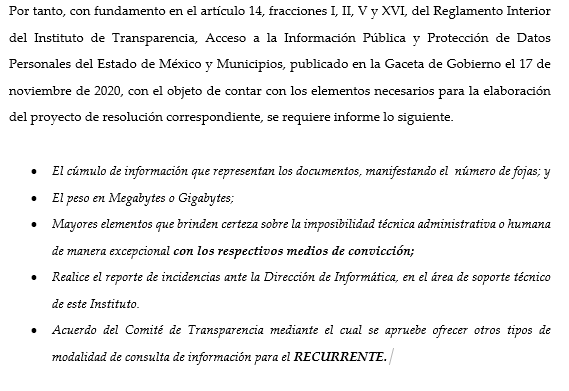 Por tanto, con fundamento en el artículo 14, fracciones I, II, V y XVI, del Reglamento Interior
del Instituto de Transparencia, Acceso a la Información Pública y Protección de Datos
Personales del Estado de México y Municipios, publicado en la Gaceta de Gobierno el 17 de
noviembre de 2020, con el objeto de contar con los elementos necesarios para la elaboración
del proyecto de resolución correspondiente, se requiere informe lo siguiente.
• El cúmulo de información que representan los documentos, manifestando el número de fojas; y
• El peso en Megabytes o Gigabytes;
• Mayores elementos que brinden certeza sobre la imposibilidad técnica administrativa o humana
de manera excepcional con los respectivos medios de convicción;
• Realice el reporte de incidencias ante la Dirección de Informática, en el área de soporte técnico
de este Instituto.
• Acuerdo del Comité de Transparencia mediante el cual se apruebe ofrecer otros tipos de
modalidad de consulta de información para el RECURRENTE.